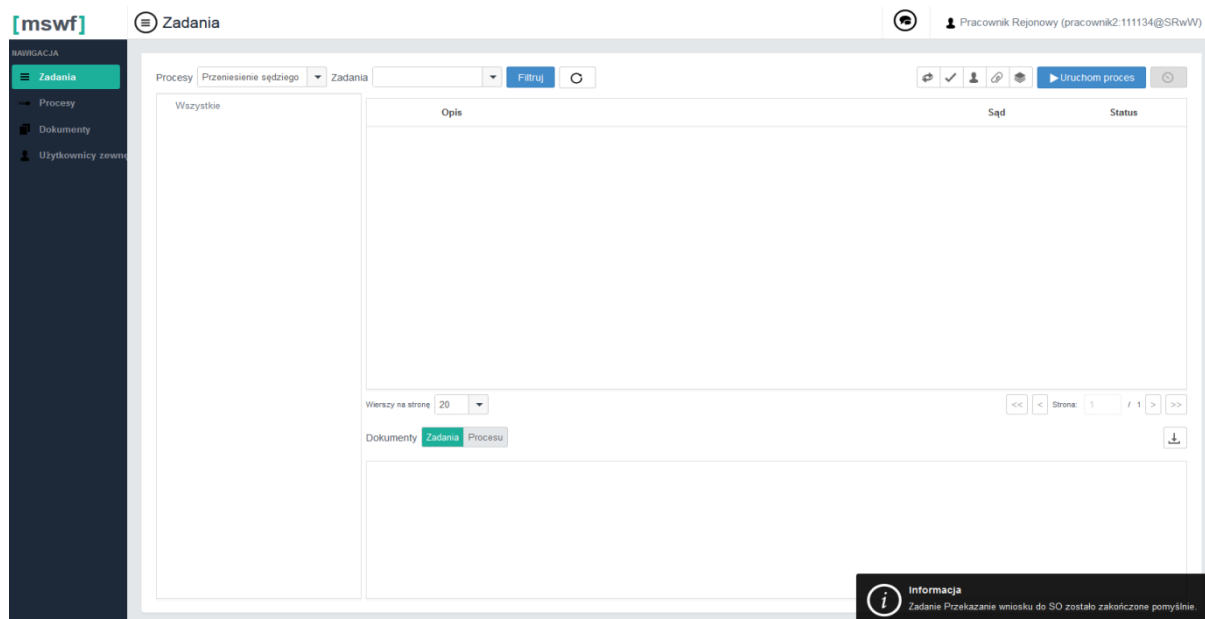 [mswf]
Zadania
Pracownik Rejonowy (pracownik2:111134@SRwW)
NAWIGACJA
Zadania
Procesy
Dokumenty
Użytkownicy zewnę
Procesy Przeniesienie sędziego Zadania Filtruj
Uruchom proces
Wszystkie
Opis Sąd Status
Wierszy na stronę 20
<< < Strona: 1 / 1 > >>
Dokumenty Zadania Procesu
Informacja
Zadanie Przekazanie wniosku do SO zostało zakończone pomyślnie.